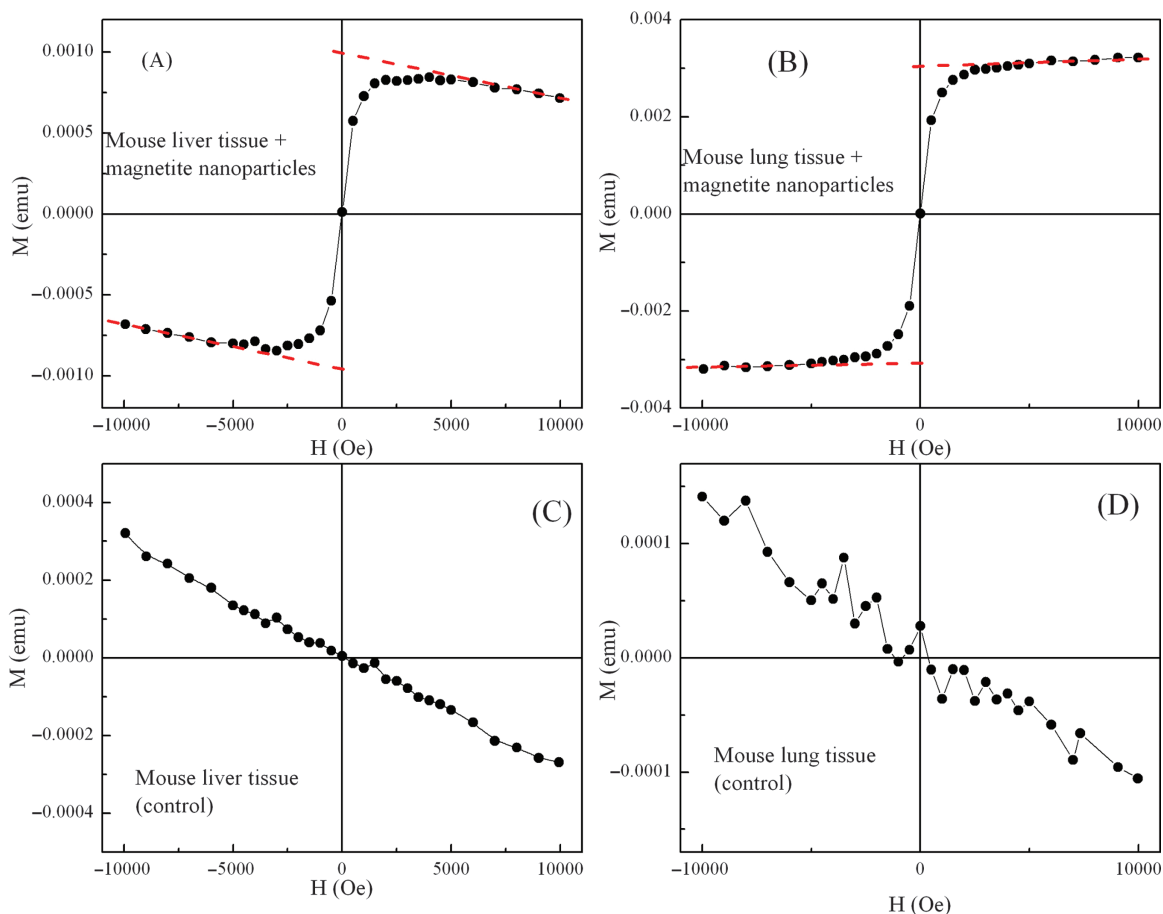 (A)
Mouse liver tissue +
magnetite nanoparticles
M (emu)
0.0010
0.0005
0.0000
−0.0005
−0.0010
−10000 −5000 0 5000 10000
H (Oe)
(B)
Mouse lung tissue +
magnetite nanoparticles
M (emu)
0.004
0.002
0.000
−0.002
−0.004
−10000 0 10000
H (Oe)
(C)
Mouse liver tissue
(control)
M (emu)
0.0004
0.0002
0.0000
−0.0002
−0.0004
−10000 −5000 0 5000 10000
H (Oe)
(D)
Mouse lung tissue
(control)
M (emu)
0.0001
0.0000
−0.0001
−10000 0 10000
H (Oe)